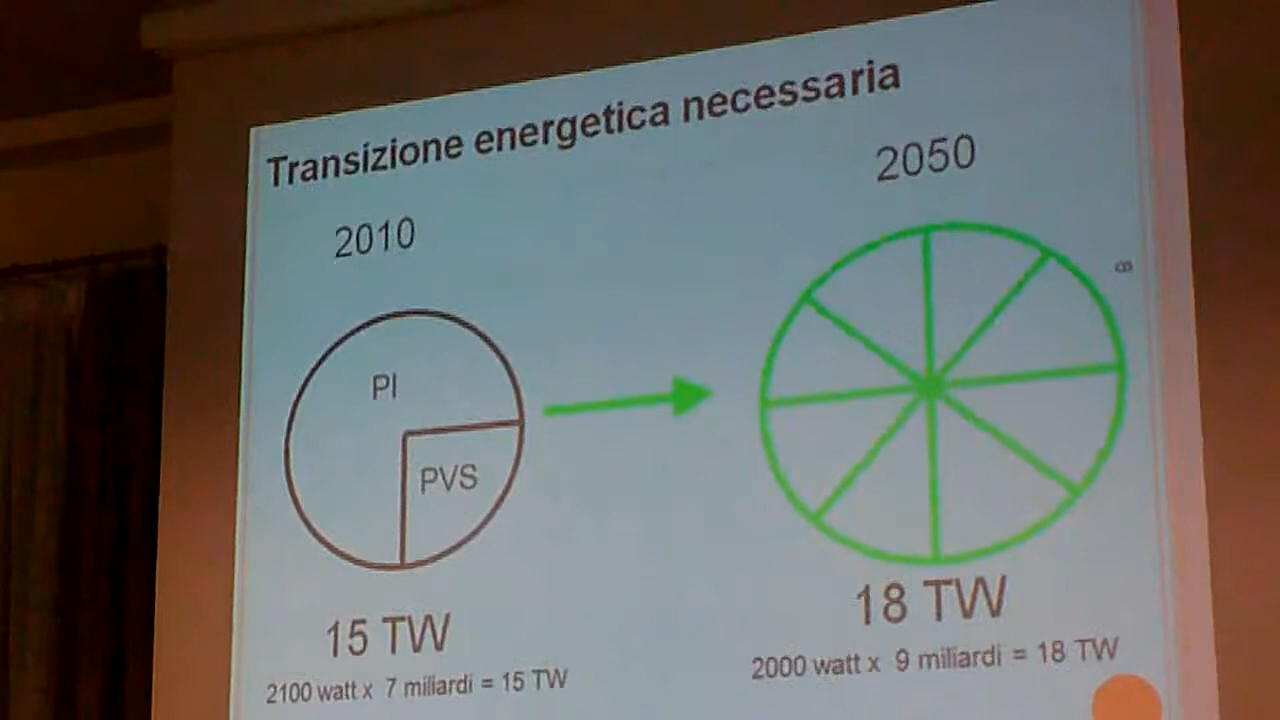 Transizione energetica necessaria
2010
2050
PI
PVS
15 TW
18 TW
2100 watt x 7 miliardi = 15 TW
2000 watt x 9 miliardi = 18 TW